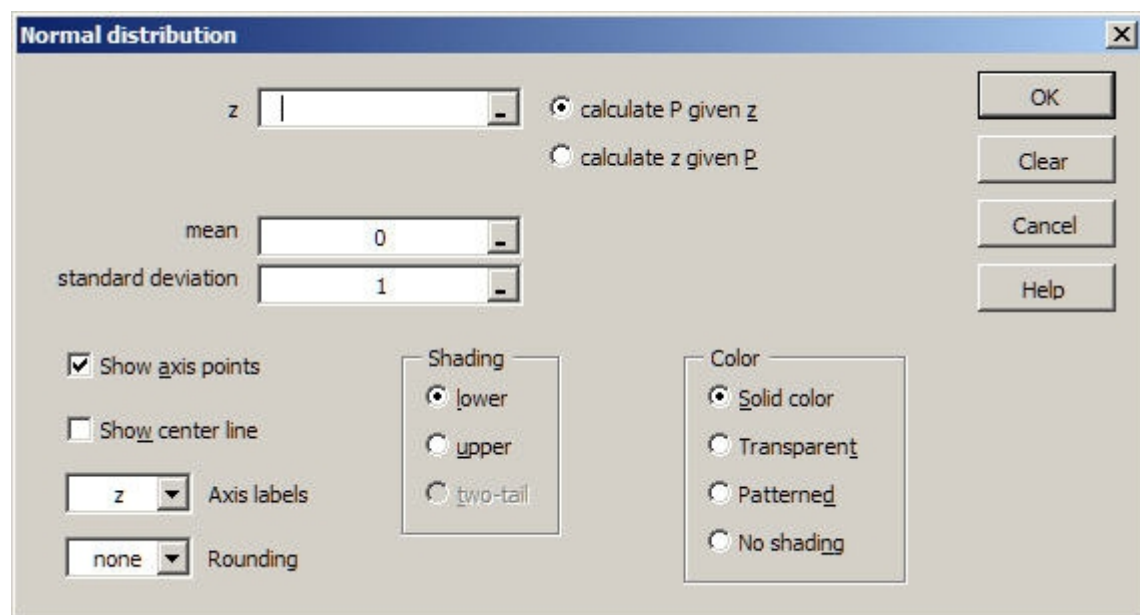 Normal distribution
z
calculate P given z
OK
calculate z given P
Clear
mean 0
Cancel
standard deviation 1
Help
Show axis points
Show center line
z Axis labels
none Rounding
Shading
lower
upper
two-tail
Color
Solid color
Transparent
Patterned
No shading